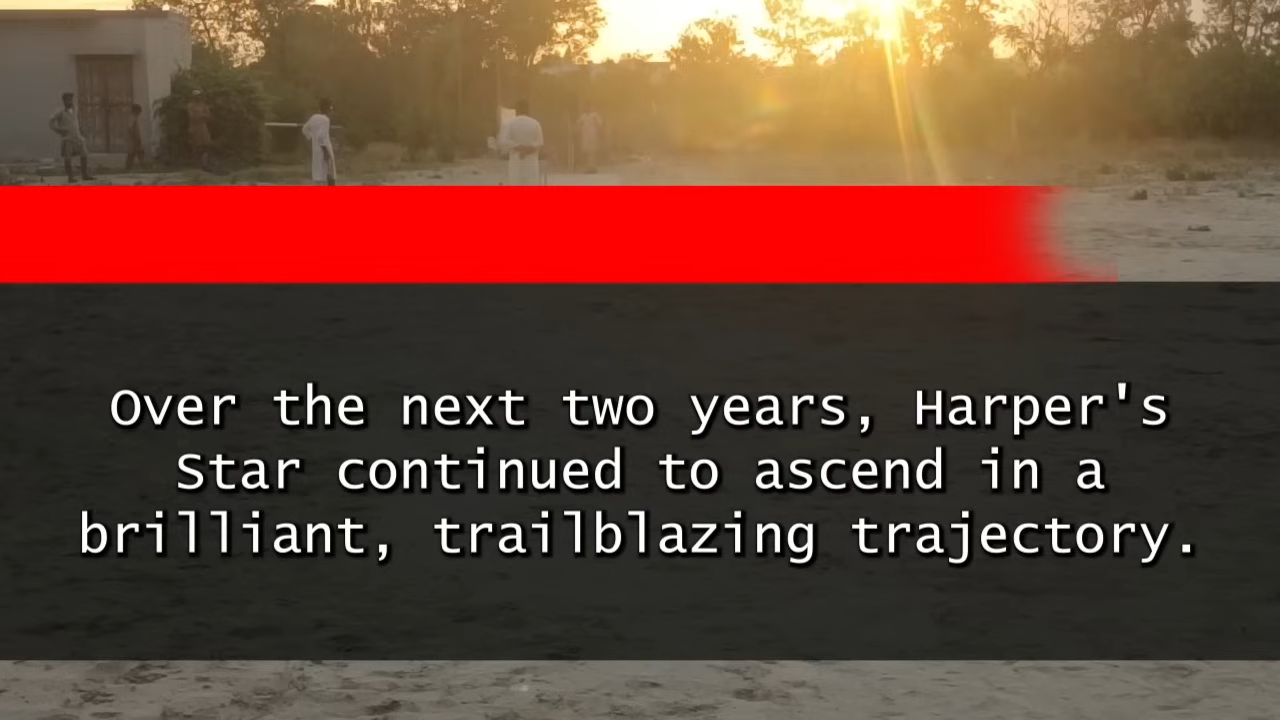 Over the next two years, Harper's
Star continued to ascend in a
brilliant, trailblazing trajectory.